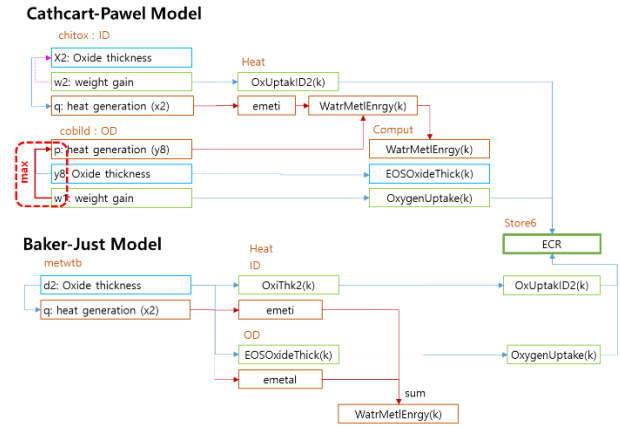 Cathcart-Pawel Model
chitox : ID
X2: Oxide thickness
Heat
w2: weight gain
OxUptakID2(k)
q: heat generation (x2)
emeti
WatrMetlEnrgy(k)
cobild : OD
Comput
max
p: heat generation (y8)
WatrMetlEnrgy(k)
y8: Oxide thickness
EOSOxideThick(k)
w1: weight gain
OxygenUptake(k)
Store6
Baker-Just Model
ECR
metwtb
Heat
ID
d2: Oxide thickness
OxiThk2(k)
OxUptakID2(k)
q: heat generation (x2)
emeti
OD
EOSOxideThick(k)
OxygenUptake(k)
emetal
sum
WatrMetlEnrgy(k)